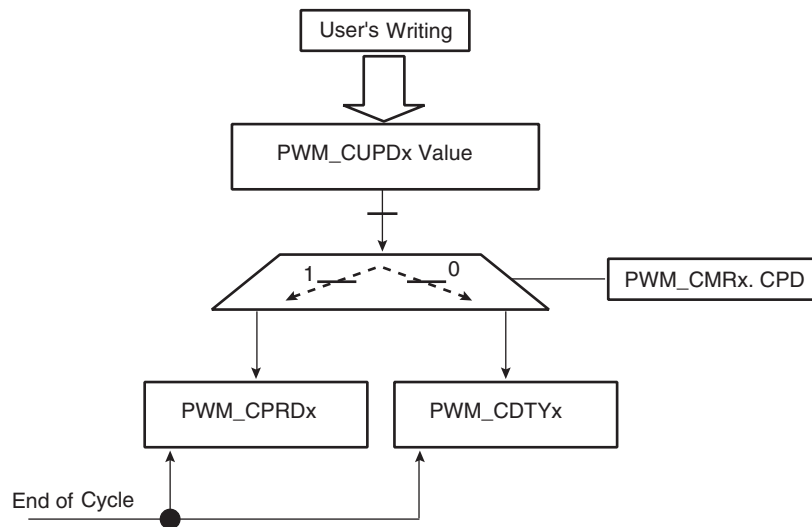 User's Writing
PWM_CUPDx Value
1
0
PWM_CMRx. CPD
PWM_CPRDx
PWM_CDTYx
End of Cycle